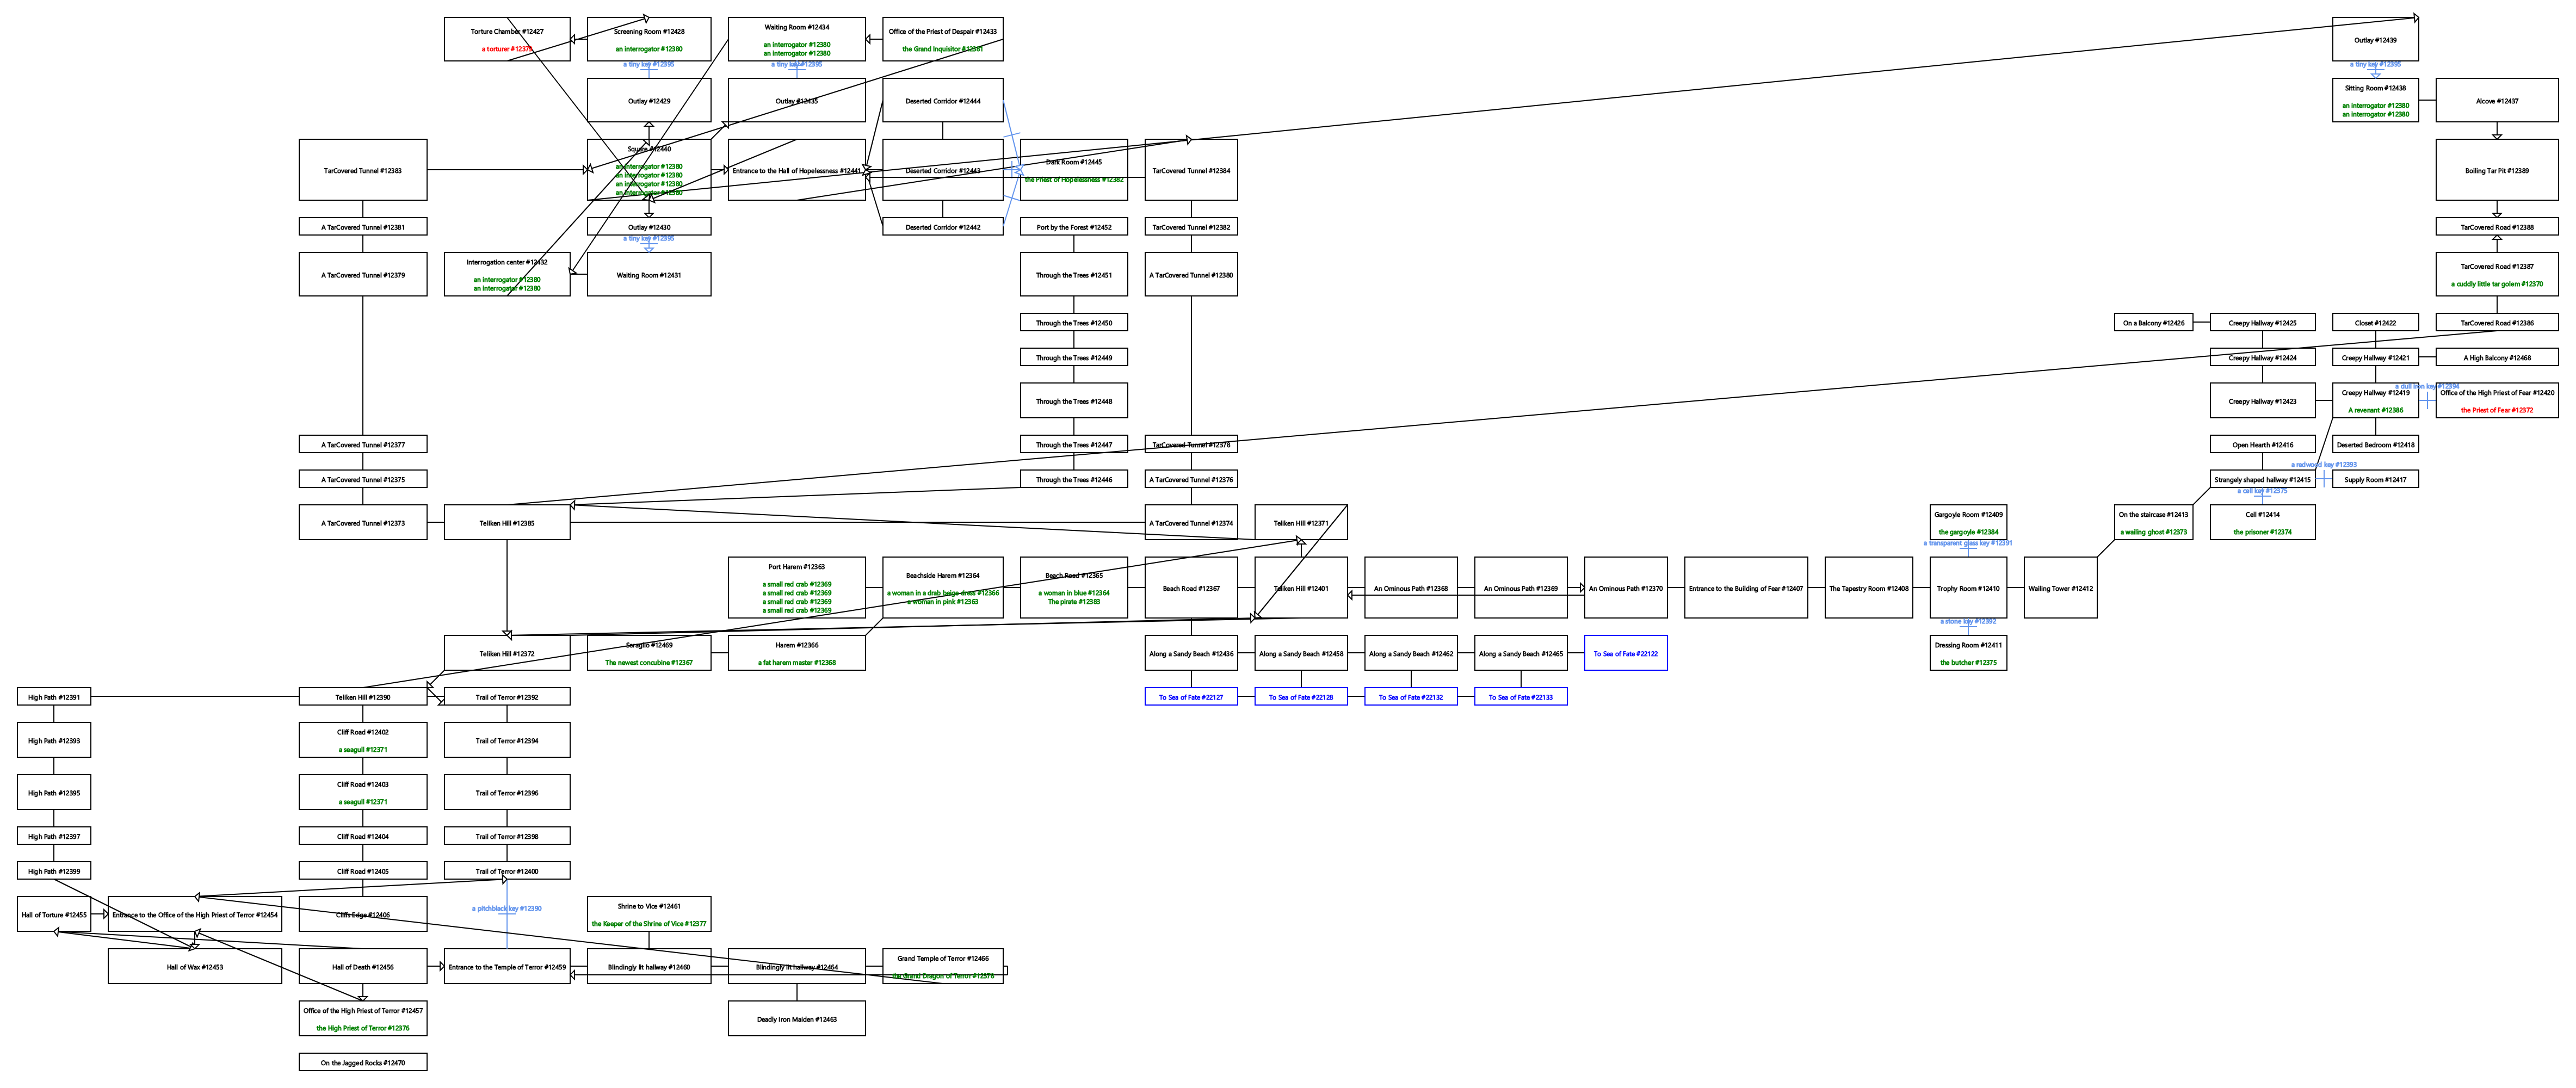 Torture Chamber #12427
a torturer #12379
Screening Room #12428
an interrogator #12380
Waiting Room #12434
an interrogator #12380
an interrogator #12380
Office of the Priest of Despair #12433
the Grand Inquisitor #12381
Outlay #12439
a tiny key #12395
a tiny key #12395
a tiny key #12395
Outlay #12429
Outlay #12435
Deserted Corridor #12444
Sitting Room #12438
an interrogator #12380
an interrogator #12380
Alcove #12437
TarCovered Tunnel #12383
Square #12440
an interrogator #12380
an interrogator #12380
an interrogator #12380
an interrogator #12380
Entrance to the Hall of Hopelessness #12441
Deserted Corridor #12443
Dark Room #12445
the Priest of Hopelessness #12382
TarCovered Tunnel #12384
Boiling Tar Pit #12389
A TarCovered Tunnel #12381
Outlay #12430
a tiny key #12395
Deserted Corridor #12442
Port by the Forest #12452
TarCovered Tunnel #12382
TarCovered Road #12388
A TarCovered Tunnel #12379
Interrogation center #12432
an interrogator #12380
an interrogator #12380
Waiting Room #12431
Through the Trees #12451
A TarCovered Tunnel #12380
TarCovered Road #12387
a cuddly little tar golem #12370
Through the Trees #12450
On a Balcony #12426
Creepy Hallway #12425
Closet #12422
TarCovered Road #12386
Through the Trees #12449
Creepy Hallway #12424
Creepy Hallway #12421
A High Balcony #12468
Through the Trees #12448
Creepy Hallway #12423
Creepy Hallway #12419
A revenant #12386
a dull iron key #12394
Office of the High Priest of Fear #12420
the Priest of Fear #12372
A TarCovered Tunnel #12377
Through the Trees #12447
TarCovered Tunnel #12378
Open Hearth #12416
Deserted Bedroom #12418
A TarCovered Tunnel #12375
Through the Trees #12446
A TarCovered Tunnel #12376
a redwood key #12393
Strangely shaped hallway #12415
Supply Room #12417
a cell key #12375
A TarCovered Tunnel #12373
Teliken Hill #12385
A TarCovered Tunnel #12374
Teliken Hill #12371
Gargoyle Room #12409
the gargoyle #12384
On the staircase #12413
a wailing ghost #12373
Cell #12414
the prisoner #12374
a transparent glass key #12391
Port Harem #12363
a small red crab #12369
a small red crab #12369
a small red crab #12369
a small red crab #12369
Beachside Harem #12364
a woman in a drab beige dress #12366
a woman in pink #12363
Beach Road #12365
a woman in blue #12364
The pirate #12383
Beach Road #12367
Teliken Hill #12401
An Ominous Path #12368
An Ominous Path #12369
An Ominous Path #12370
Entrance to the Building of Fear #12407
The Tapestry Room #12408
Trophy Room #12410
Wailing Tower #12412
a stone key #12392
Teliken Hill #12372
Seraglio #12469
The newest concubine #12367
Harem #12366
a fat harem master #12368
Along a Sandy Beach #12436
Along a Sandy Beach #12458
Along a Sandy Beach #12462
Along a Sandy Beach #12465
To Sea of Fate #22122
Dressing Room #12411
the butcher #12375
High Path #12391
Teliken Hill #12390
Trail of Terror #12392
To Sea of Fate #22127
To Sea of Fate #22128
To Sea of Fate #22132
To Sea of Fate #22133
High Path #12393
Cliff Road #12402
a seagull #12371
Trail of Terror #12394
High Path #12395
Cliff Road #12403
a seagull #12371
Trail of Terror #12396
High Path #12397
Cliff Road #12404
Trail of Terror #12398
High Path #12399
Cliff Road #12405
Trail of Terror #12400
Hall of Torture #12455
Entrance to the Office of the High Priest of Terror #12454
Cliffs Edge #12406
a pitchblack key #12390
Shrine to Vice #12461
the Keeper of the Shrine of Vice #12377
Hall of Wax #12453
Hall of Death #12456
Entrance to the Temple of Terror #12459
Blindingly lit hallway #12460
Blindingly lit hallway #12464
Grand Temple of Terror #12466
the Grand Dragon of Terror #12378
Office of the High Priest of Terror #12457
the High Priest of Terror #12376
Deadly Iron Maiden #12463
On the Jagged Rocks #12470